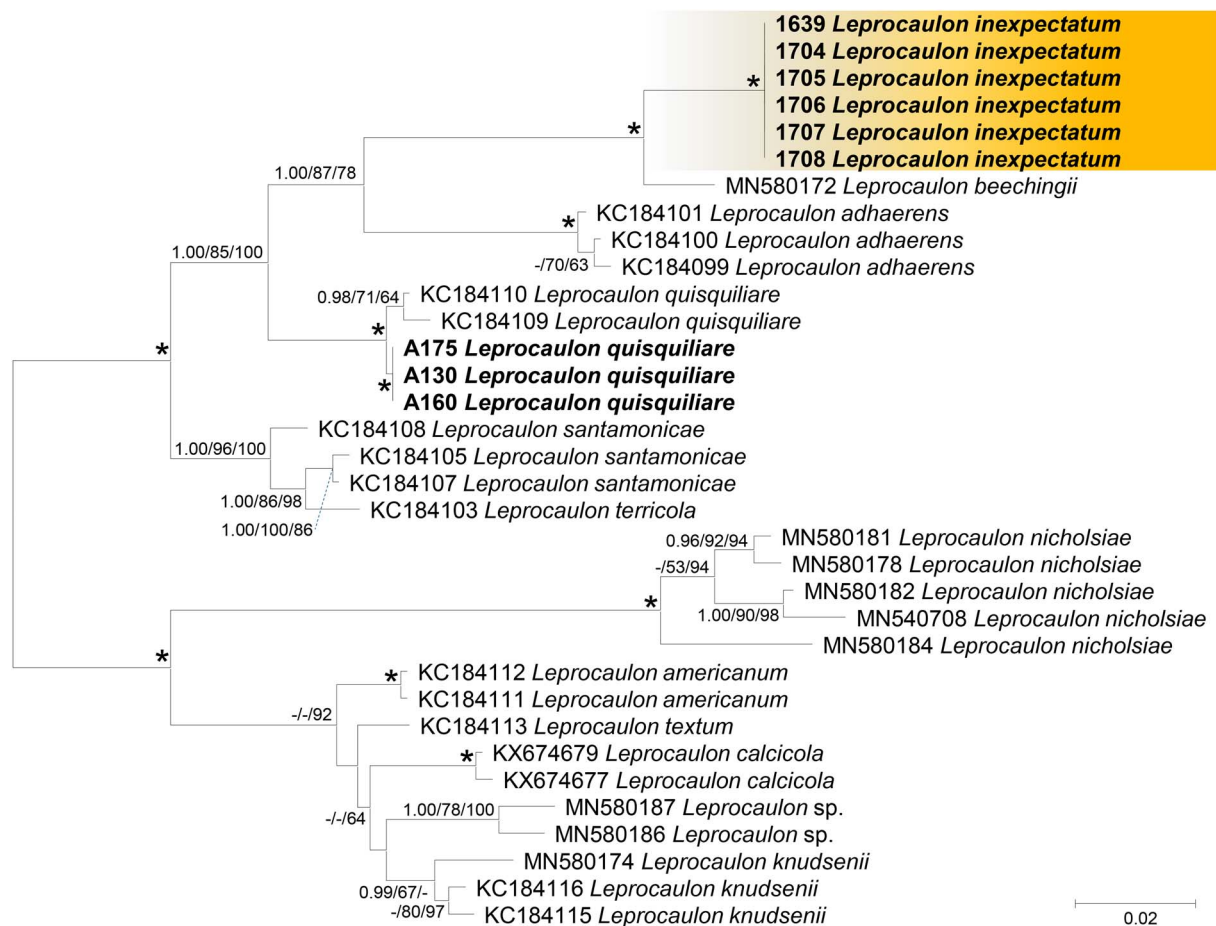 1639 Leprocaulon inexpectatum
1704 Leprocaulon inexpectatum
1705 Leprocaulon inexpectatum
*
1706 Leprocaulon inexpectatum
*
1707 Leprocaulon inexpectatum
1708 Leprocaulon inexpectatum
1.00/87/78
MN580172 Leprocaulon beechingii
KC184101 Leprocaulon adhaerens
*
KC184100 Leprocaulon adhaerens
1.00/85/100
-/70/63
KC184099 Leprocaulon adhaerens
0.98/71/64
KC184110 Leprocaulon quisquiliare
KC184109 Leprocaulon quisquiliare
*
*
A175 Leprocaulon quisquiliare
A130 Leprocaulon quisquiliare
*
A160 Leprocaulon quisquiliare
KC184108 Leprocaulon santamonicae
1.00/96/100
KC184105 Leprocaulon santamonicae
KC184107 Leprocaulon santamonicae
1.00/86/98
KC184103 Leprocaulon terricola
1.00/100/86
0.96/92/94
MN580181 Leprocaulon nicholsiae
MN580178 Leprocaulon nicholsiae
-/53/94
MN580182 Leprocaulon nicholsiae
*
1.00/90/98
MN540708 Leprocaulon nicholsiae
MN580184 Leprocaulon nicholsiae
*
KC184112 Leprocaulon americanum
*
KC184111 Leprocaulon americanum
-/-/92
KC184113 Leprocaulon textum
KX674679 Leprocaulon calcicola
*
KX674677 Leprocaulon calcicola
1.00/78/100
MN580187 Leprocaulon sp.
-/-/64
MN580186 Leprocaulon sp.
MN580174 Leprocaulon knudsenii
0.99/67/-
KC184116 Leprocaulon knudsenii
-/80/97
KC184115 Leprocaulon knudsenii
0.02